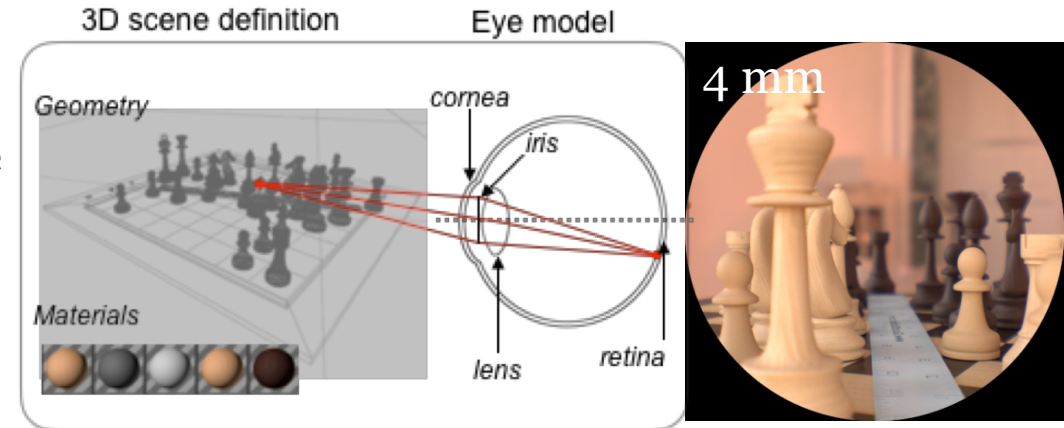 3D scene definition
Eye model
4 mm
Geometry
cornea
iris
Materials
lens
retina